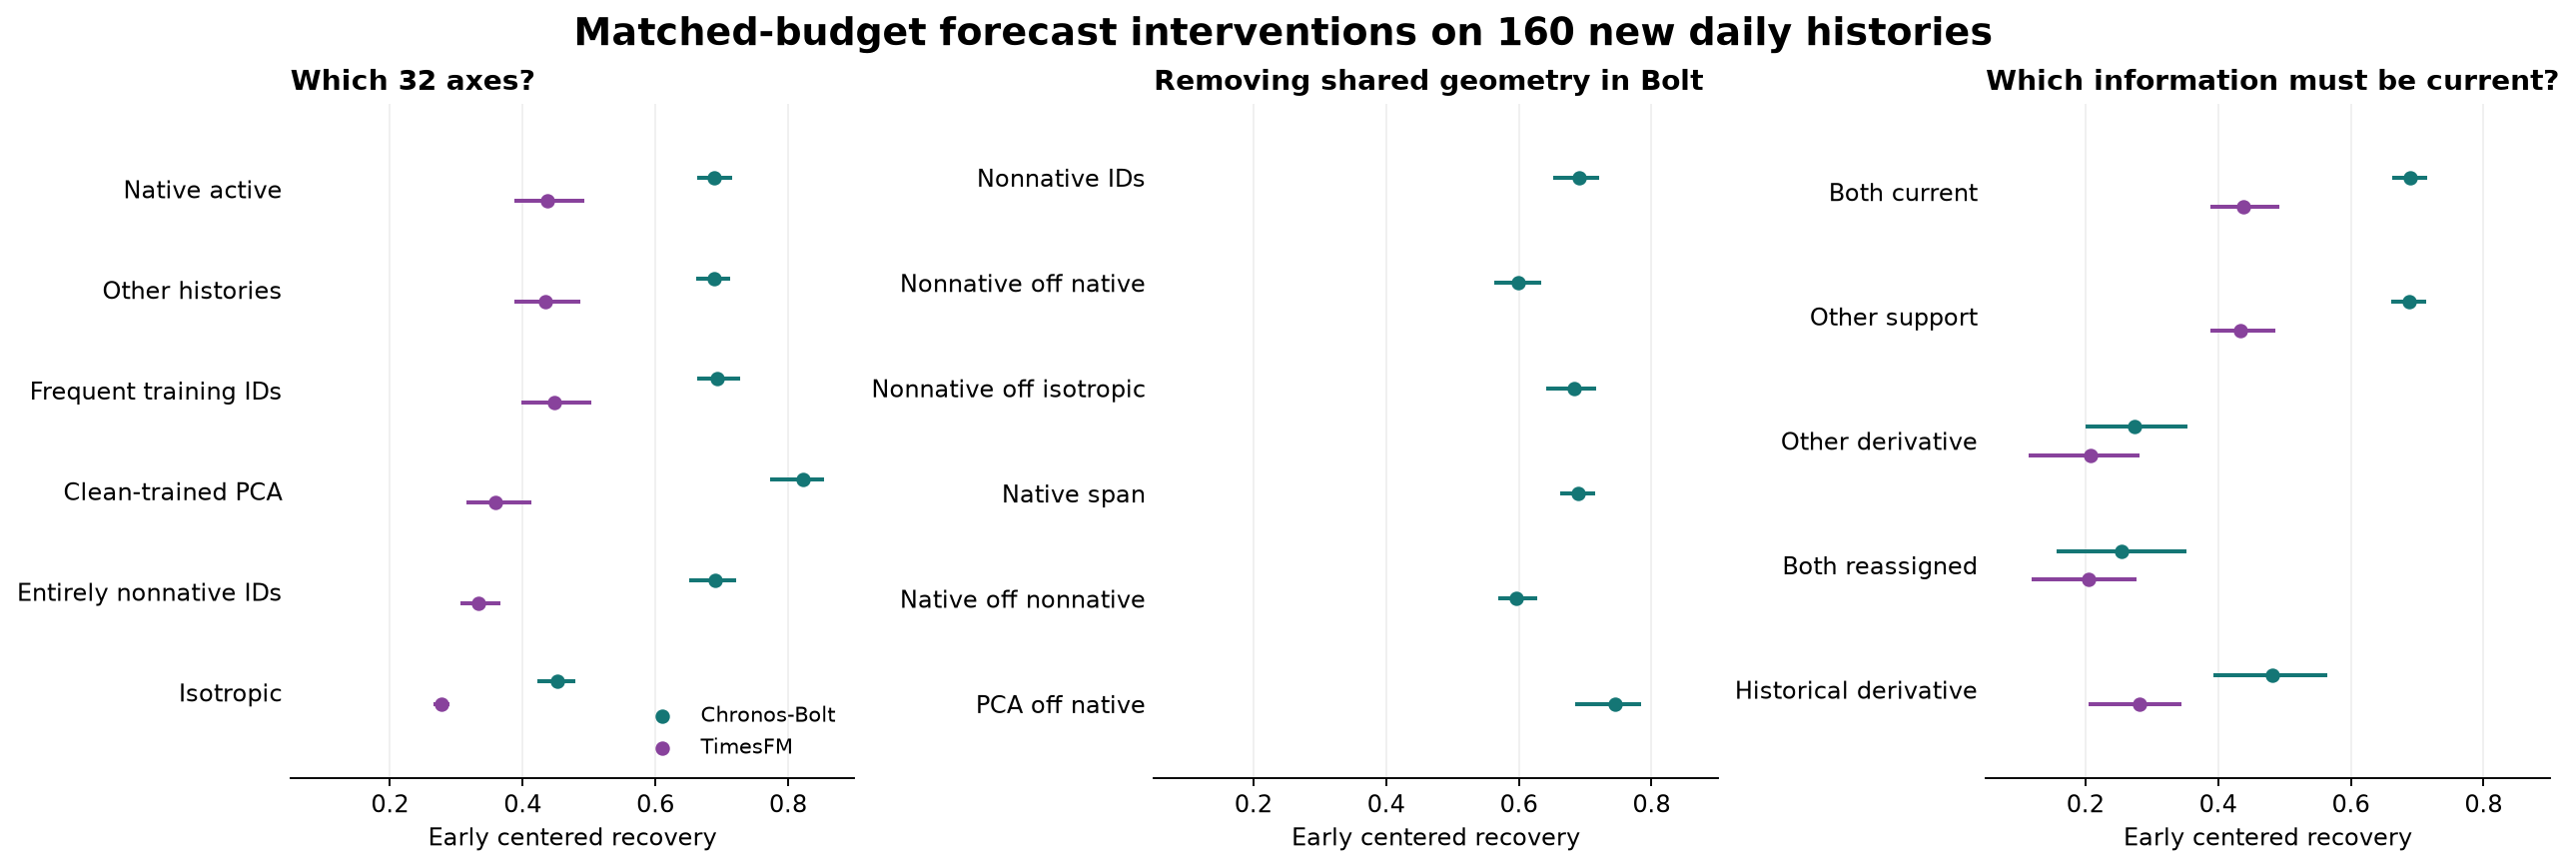 Matched-budget forecast interventions on 160 new daily histories
Which 32 axes?
Native active
Other histories
Frequent training IDs
Clean-trained PCA
Entirely nonnative IDs
Isotropic
Chronos-Bolt
TimesFM
0.2 0.4 0.6 0.8
Early centered recovery
Removing shared geometry in Bolt
Nonnative IDs
Nonnative off native
Nonnative off isotropic
Native span
Native off nonnative
PCA off native
0.2 0.4 0.6 0.8
Early centered recovery
Which information must be current?
Both current
Other support
Other derivative
Both reassigned
Historical derivative
0.2 0.4 0.6 0.8
Early centered recovery